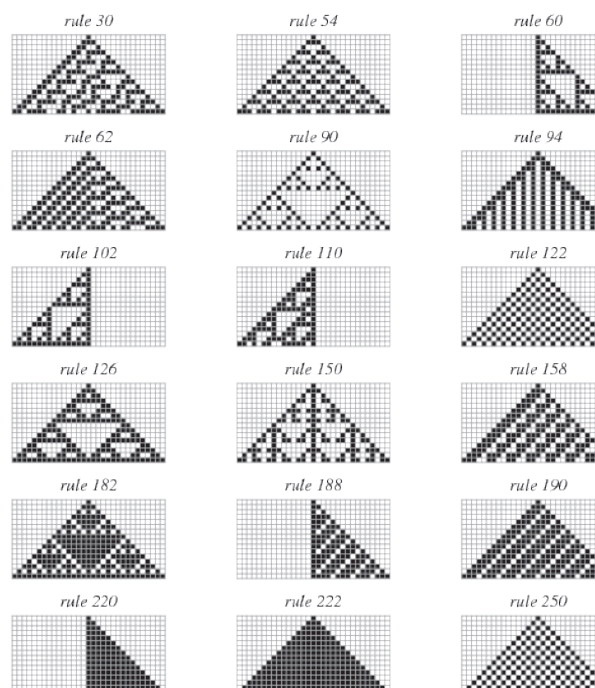 rule 30 rule 54 rule 60
rule 62 rule 90 rule 94
rule 102 rule 110 rule 122
rule 126 rule 150 rule 158
rule 182 rule 188 rule 190
rule 220 rule 222 rule 250